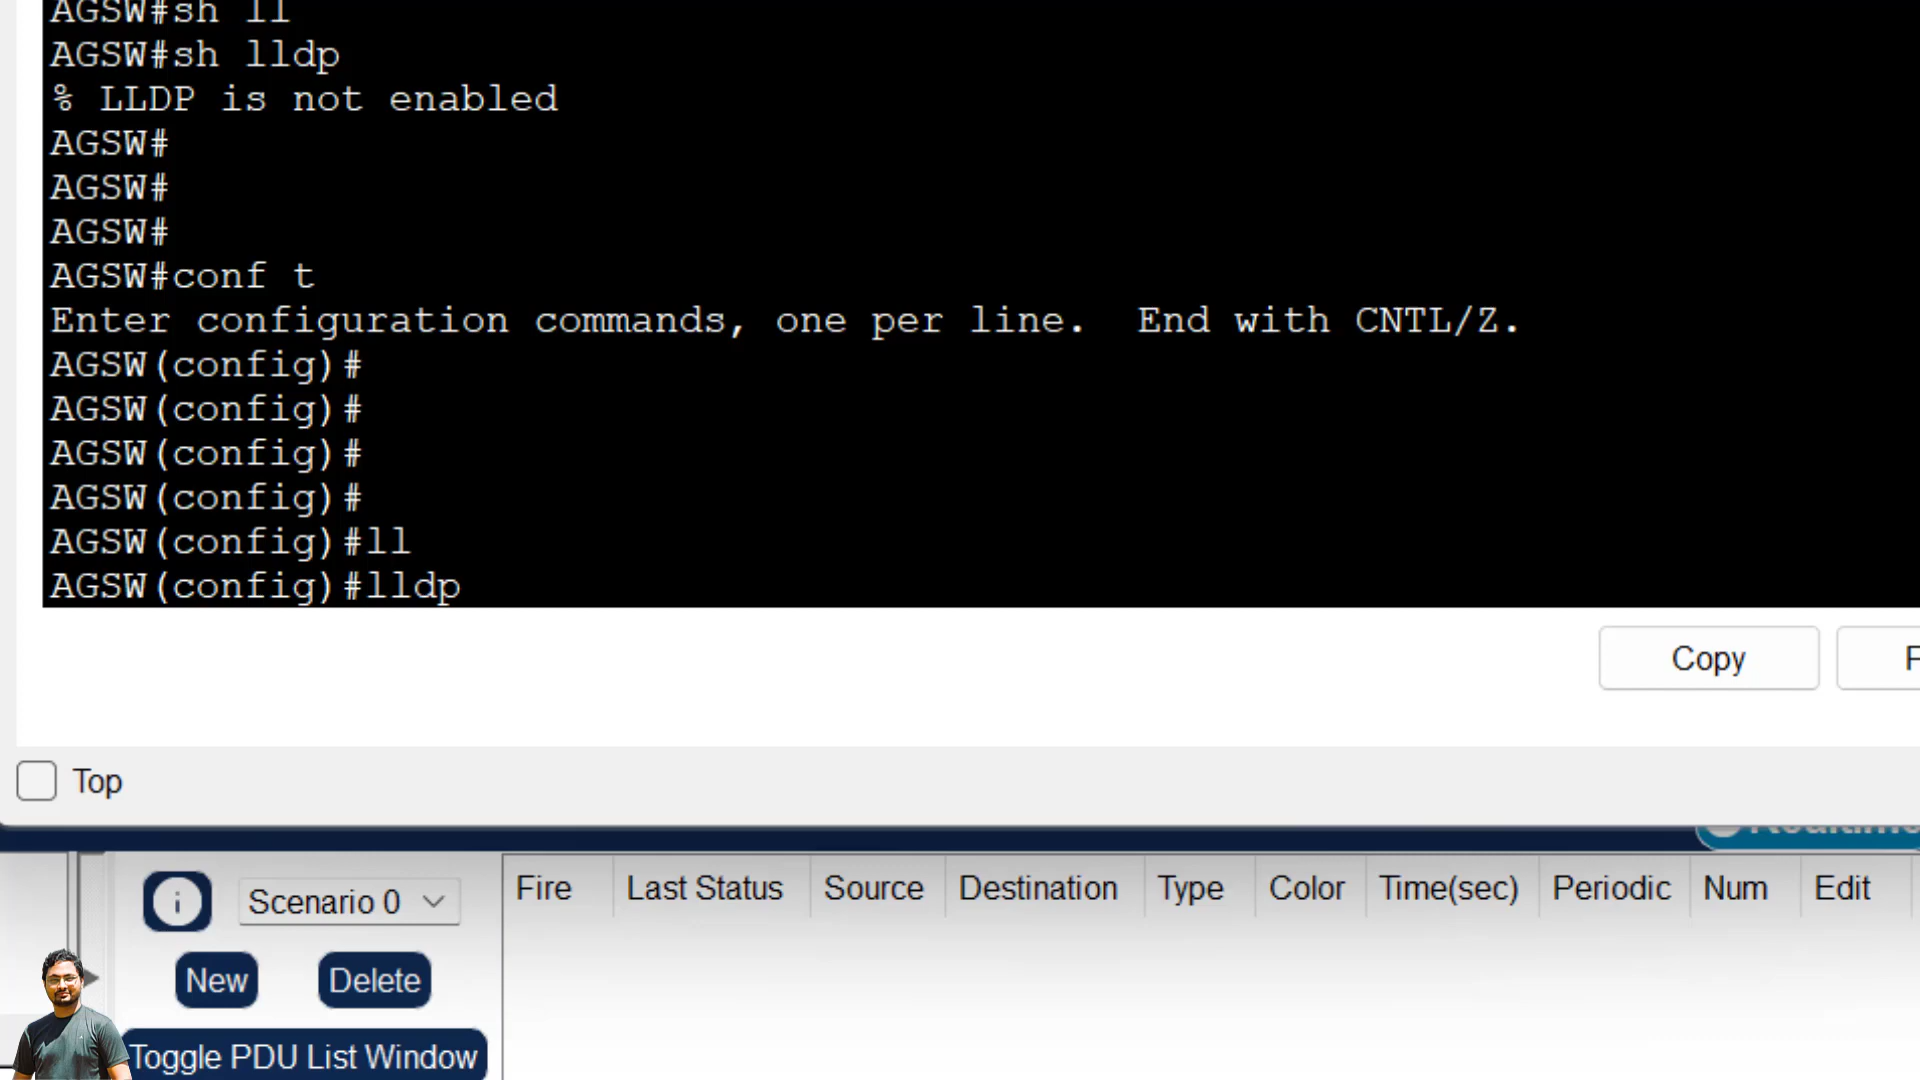 AGSW#sh ll
AGSW#sh lldp
% LLDP is not enabled
AGSW#
AGSW#
AGSW#
AGSW#conf t
Enter configuration commands, one per line.  End with CNTL/Z.
AGSW(config)#
AGSW(config)#
AGSW(config)#
AGSW(config)#
AGSW(config)#ll
AGSW(config)#lldp
Copy
Top
Scenario 0
Fire Last Status Source Destination Type Color Time(sec) Periodic Num Edit
New Delete
Toggle PDU List Window